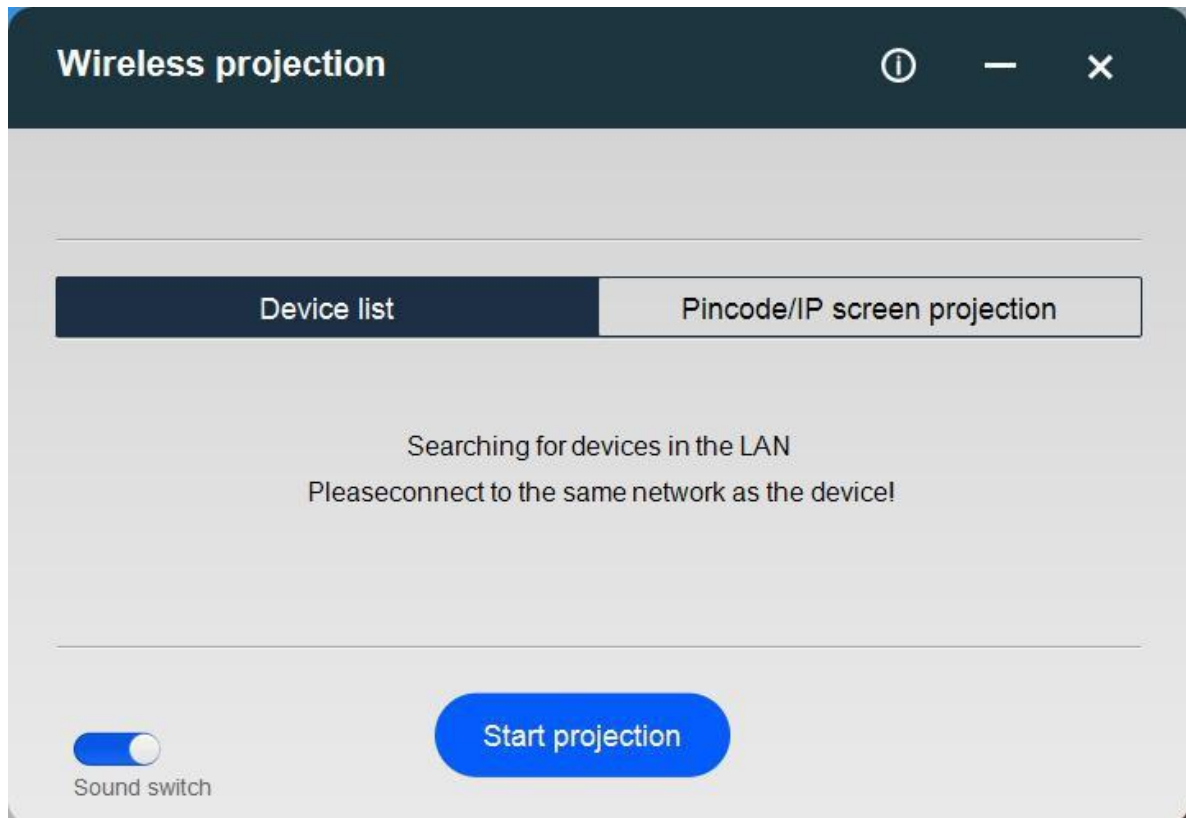 Wireless projection
Device list
Pincode/IP screen projection
Searching for devices in the LAN
Pleaseconnect to the same network as the device!
Start projection
Sound switch